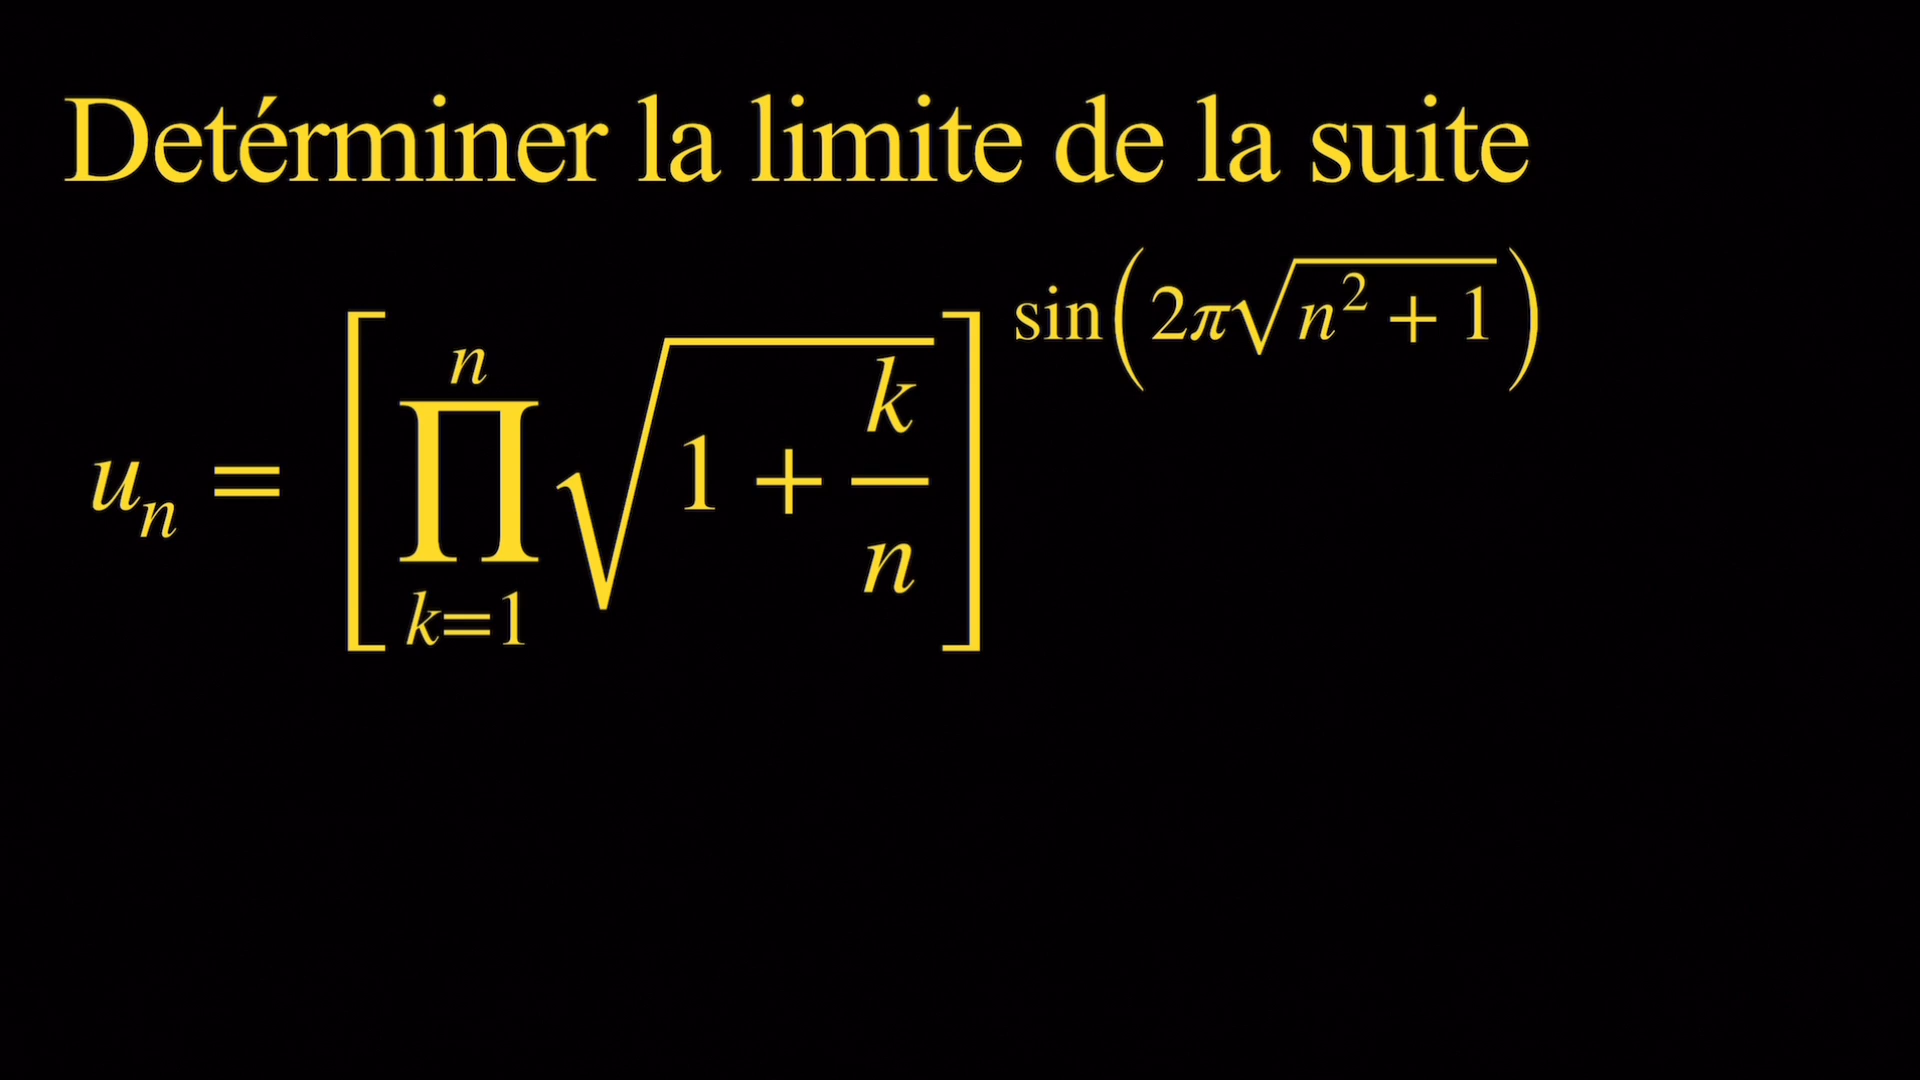 Detérminer la limite de la suite
u_n = [∏_{k=1}^{n} √(1 + k/n)]^{sin(2π√(n² + 1))}